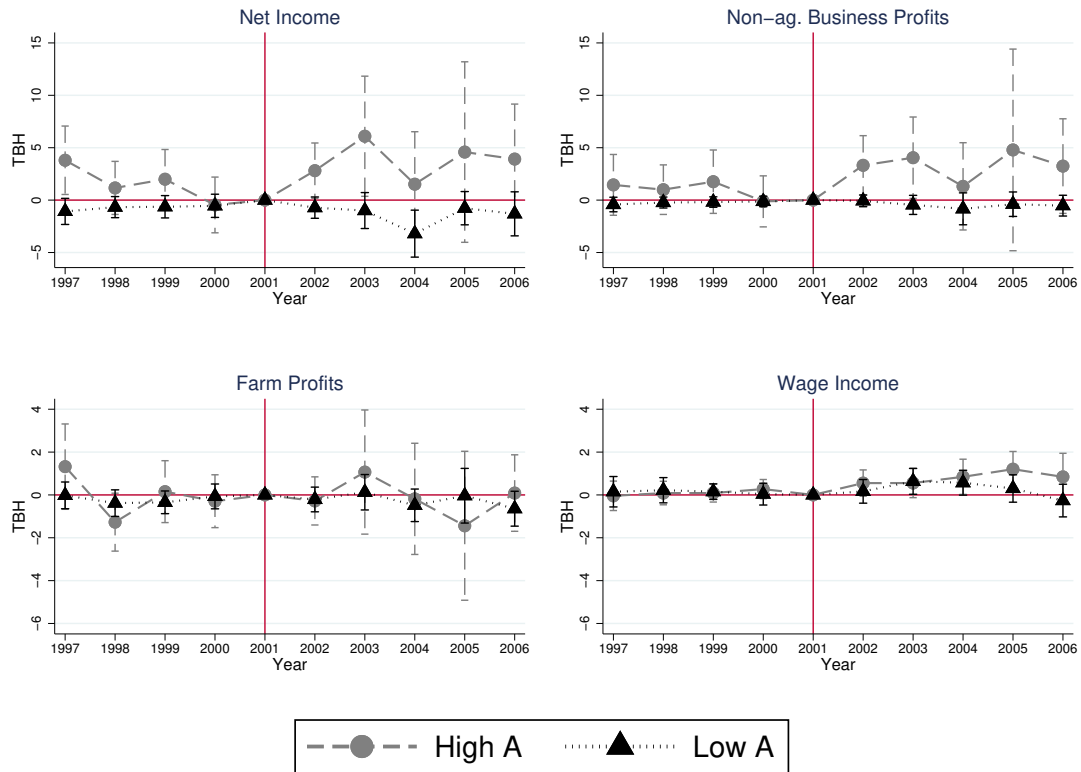 Net Income
15
10
5
0
−5
TBH
1997 1998 1999 2000 2001 2002 2003 2004 2005 2006
Year
Non−ag. Business Profits
15
10
5
0
−5
TBH
1997 1998 1999 2000 2001 2002 2003 2004 2005 2006
Year
Farm Profits
4
2
0
−2
−4
−6
TBH
1997 1998 1999 2000 2001 2002 2003 2004 2005 2006
Year
Wage Income
4
2
0
−2
−4
−6
TBH
1997 1998 1999 2000 2001 2002 2003 2004 2005 2006
Year
High A Low A